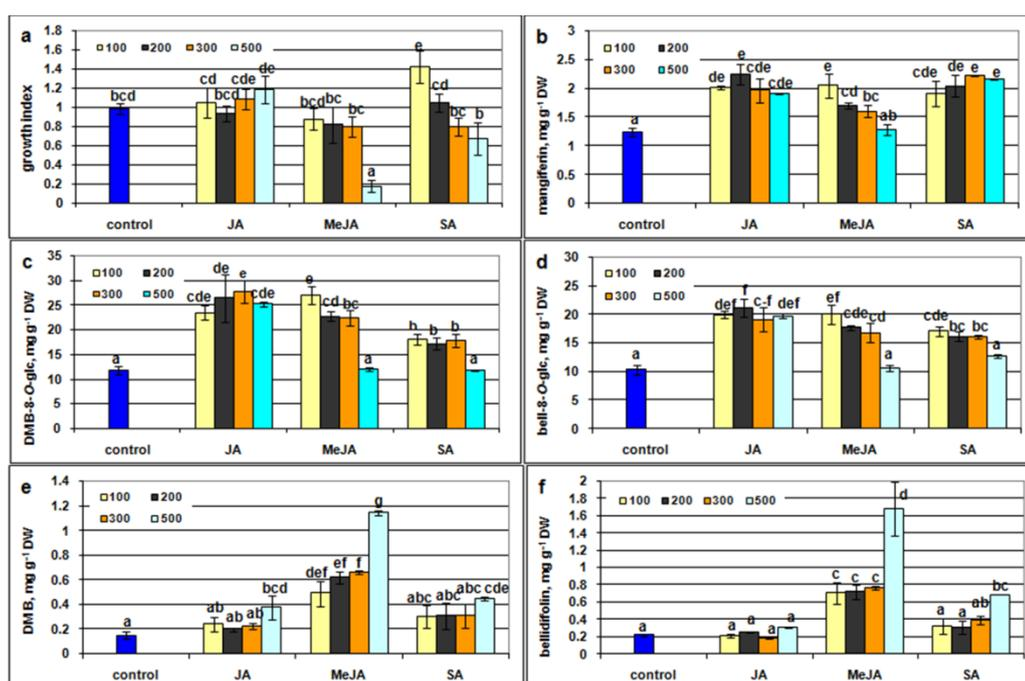 a
growth index
1.8
1.6
1.4
1.2
1
0.8
0.6
0.4
0.2
0
100 200 300 500
bcd
cd
bcd
cde
de
bcd
bc
bc
a
e
cd
bc
b
control JA MeJA SA
b
mangiferin, mg g⁻¹ DW
3
2.5
2
1.5
1
0.5
0
100 200
300 500
a
de
e
cde
cde
e
cd
bc
ab
cde
de
e
e
control JA MeJA SA
c
DMB-8-O-glc, mg g⁻¹ DW
35
30
25
20
15
10
5
0
100 200
300 500
a
cde
de
e
cde
e
cd
bc
a
b
b
b
a
control JA MeJA SA
d
bell-8-O-glc, mg g⁻¹ DW
30
25
20
15
10
5
0
100 200
300 500
a
def
f
c-f
def
ef
cde
cd
a
cde
bc
bc
a
control JA MeJA SA
e
DMB, mg g⁻¹ DW
1.4
1.2
1
0.8
0.6
0.4
0.2
0
100 200
300 500
a
ab
ab
ab
bcd
def
ef
f
g
abc
abc
abc
cde
control JA MeJA SA
f
bellidifolin, mg g⁻¹ DW
2
1.8
1.6
1.4
1.2
1
0.8
0.6
0.4
0.2
0
100 200 300 500
a
a
a
a
a
c
c
c
d
a
a
ab
bc
control JA MeJA SA